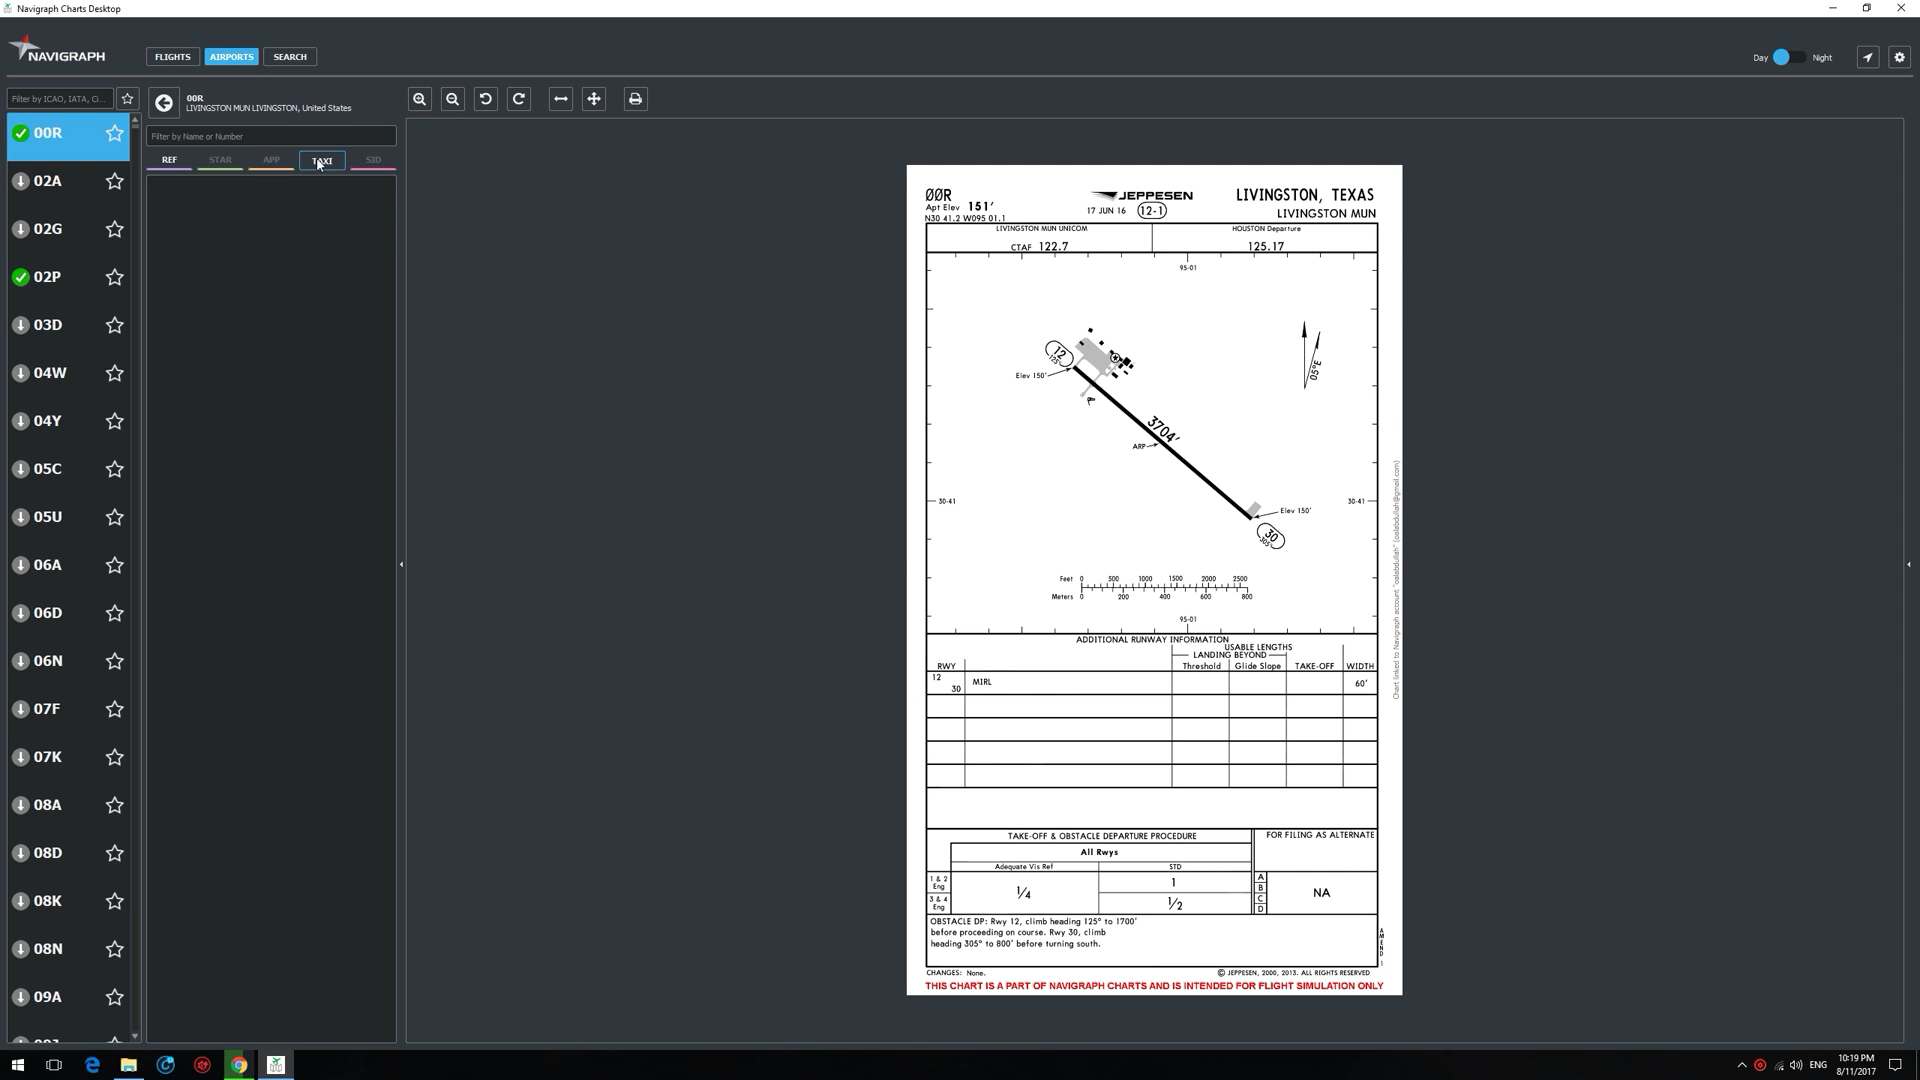 Navigraph Charts Desktop
NAVIGRAPH
FLIGHTS
AIRPORTS
SEARCH
Day
Night
Filter by ICAO, IATA, Ci...
00R
LIVINGSTON MUN LIVINGSTON, United States
Filter by Name or Number
REF
STAR
APP
TAXI
SID
00R
02A
02G
02P
03D
04W
04Y
05C
05U
06A
06D
06N
07F
07K
08A
08D
08K
08N
09A
ØØR
Apt Elev 151'
N30 41.2 W095 01.1
JEPPESEN
17 JUN 16 12-1
LIVINGSTON, TEXAS
LIVINGSTON MUN
LIVINGSTON MUN UNICOM
CTAF 122.7
HOUSTON Departure
125.17
95-01
12
125°
Elev 150'
A
05°E
3704'
ARP
30-41
30-41
Elev 150'
30
305°
Feet 0 500 1000 1500 2000 2500
Meters 0 200 400 600 800
95-01
ADDITIONAL RUNWAY INFORMATION
USABLE LENGTHS
LANDING BEYOND
RWY Threshold Glide Slope TAKE-OFF WIDTH
12
30 MIRL 60'
TAKE-OFF & OBSTACLE DEPARTURE PROCEDURE
FOR FILING AS ALTERNATE
All Rwys
Adequate Vis Ref STD
1 & 2
Eng
3 & 4
Eng
1/4
1
1/2
A
B
C
D
NA
OBSTACLE DP: Rwy 12, climb heading 125° to 1700'
before proceeding on course. Rwy 30, climb
heading 305° to 800' before turning south.
CHANGES: None.
© JEPPESEN, 2000, 2013. ALL RIGHTS RESERVED
THIS CHART IS A PART OF NAVIGRAPH CHARTS AND IS INTENDED FOR FLIGHT SIMULATION ONLY
ENG
10:19 PM
8/11/2017